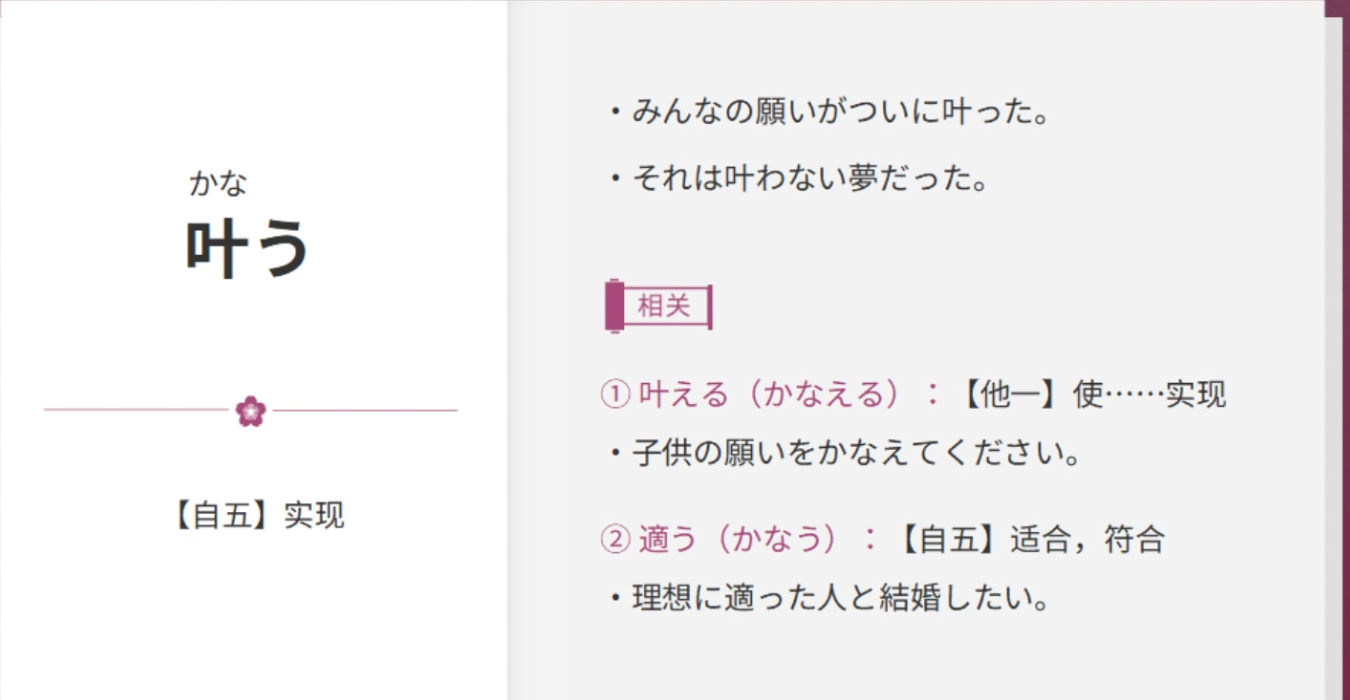 かな
叶う
【自五】实现
・みんなの願いがついに叶った。
・それは叶わない夢だった。
相关
① 叶える（かなえる）：【他一】使……实现
・子供の願いをかなえてください。
② 適う（かなう）：【自五】适合，符合
・理想に適った人と結婚したい。